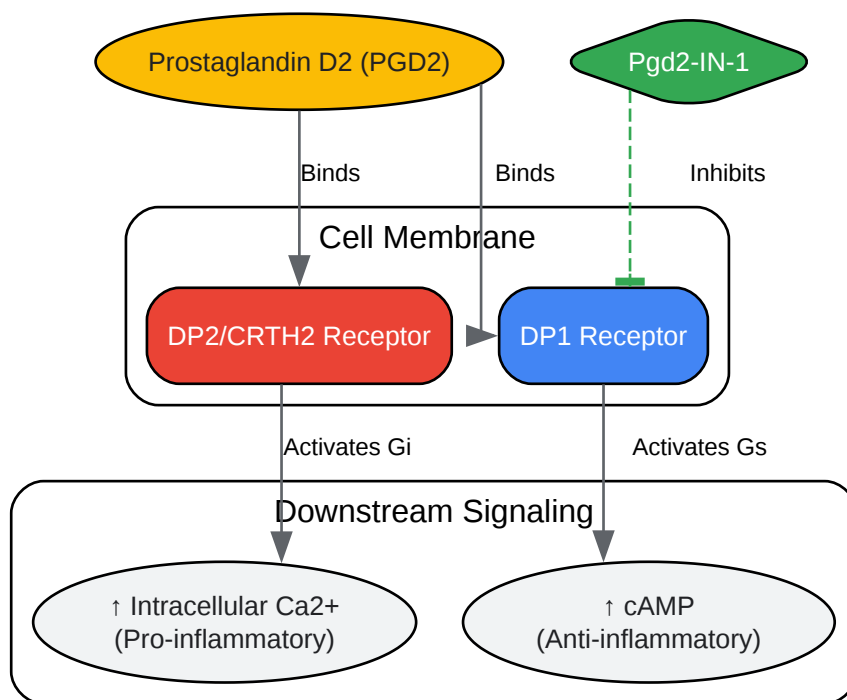 Prostaglandin D2 (PGD2)
Pgd2-IN-1
Binds
Binds
Inhibits
Cell Membrane
DP2/CRTH2 Receptor
DP1 Receptor
Activates Gi
Activates Gs
Downstream Signaling
↑ Intracellular Ca2+
(Pro-inflammatory)
↑ cAMP
(Anti-inflammatory)